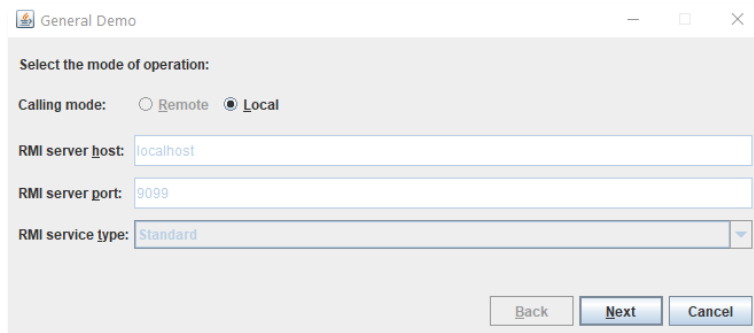 General Demo
Select the mode of operation:
Calling mode: Remote Local
RMI server host: localhost
RMI server port: 9099
RMI service type: Standard
Back Next Cancel